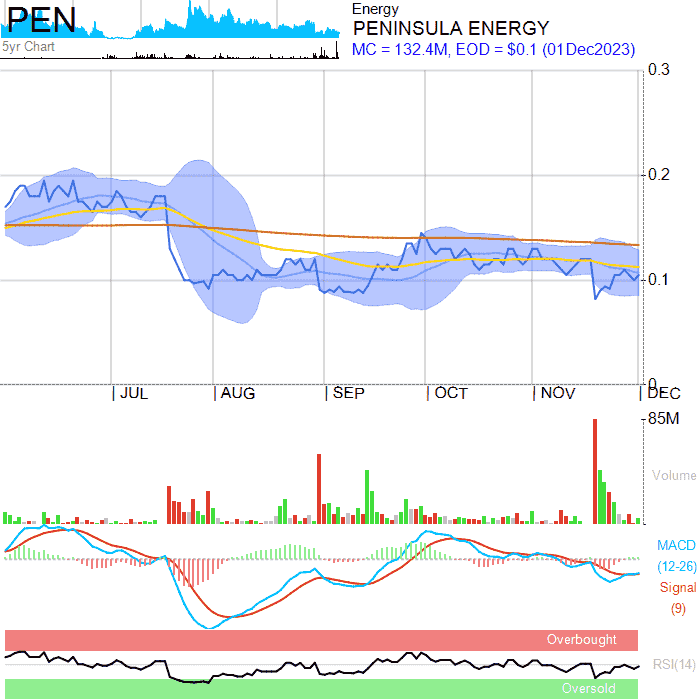 PEN
5yr Chart
Energy
PENINSULA ENERGY
MC = 132.4M, EOD = $0.1 (01Dec2023)
0.3
0.2
0.1
0
JUL AUG SEP OCT NOV DEC
85M
Volume
MACD
(12-26)
Signal
(9)
Overbought
RSI(14)
Oversold